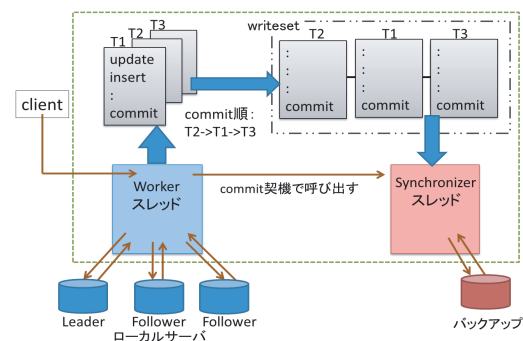 writeset
T3
T2
T1
update
insert
:
commit
T2
:
:
:
commit
T1
:
:
:
commit
T3
:
:
:
commit
client
commit順:
T2->T1->T3
Worker
スレッド
commit契機で呼び出す
Synchronizer
スレッド
Leader
Follower
Follower
ローカルサーバ
バックアップ